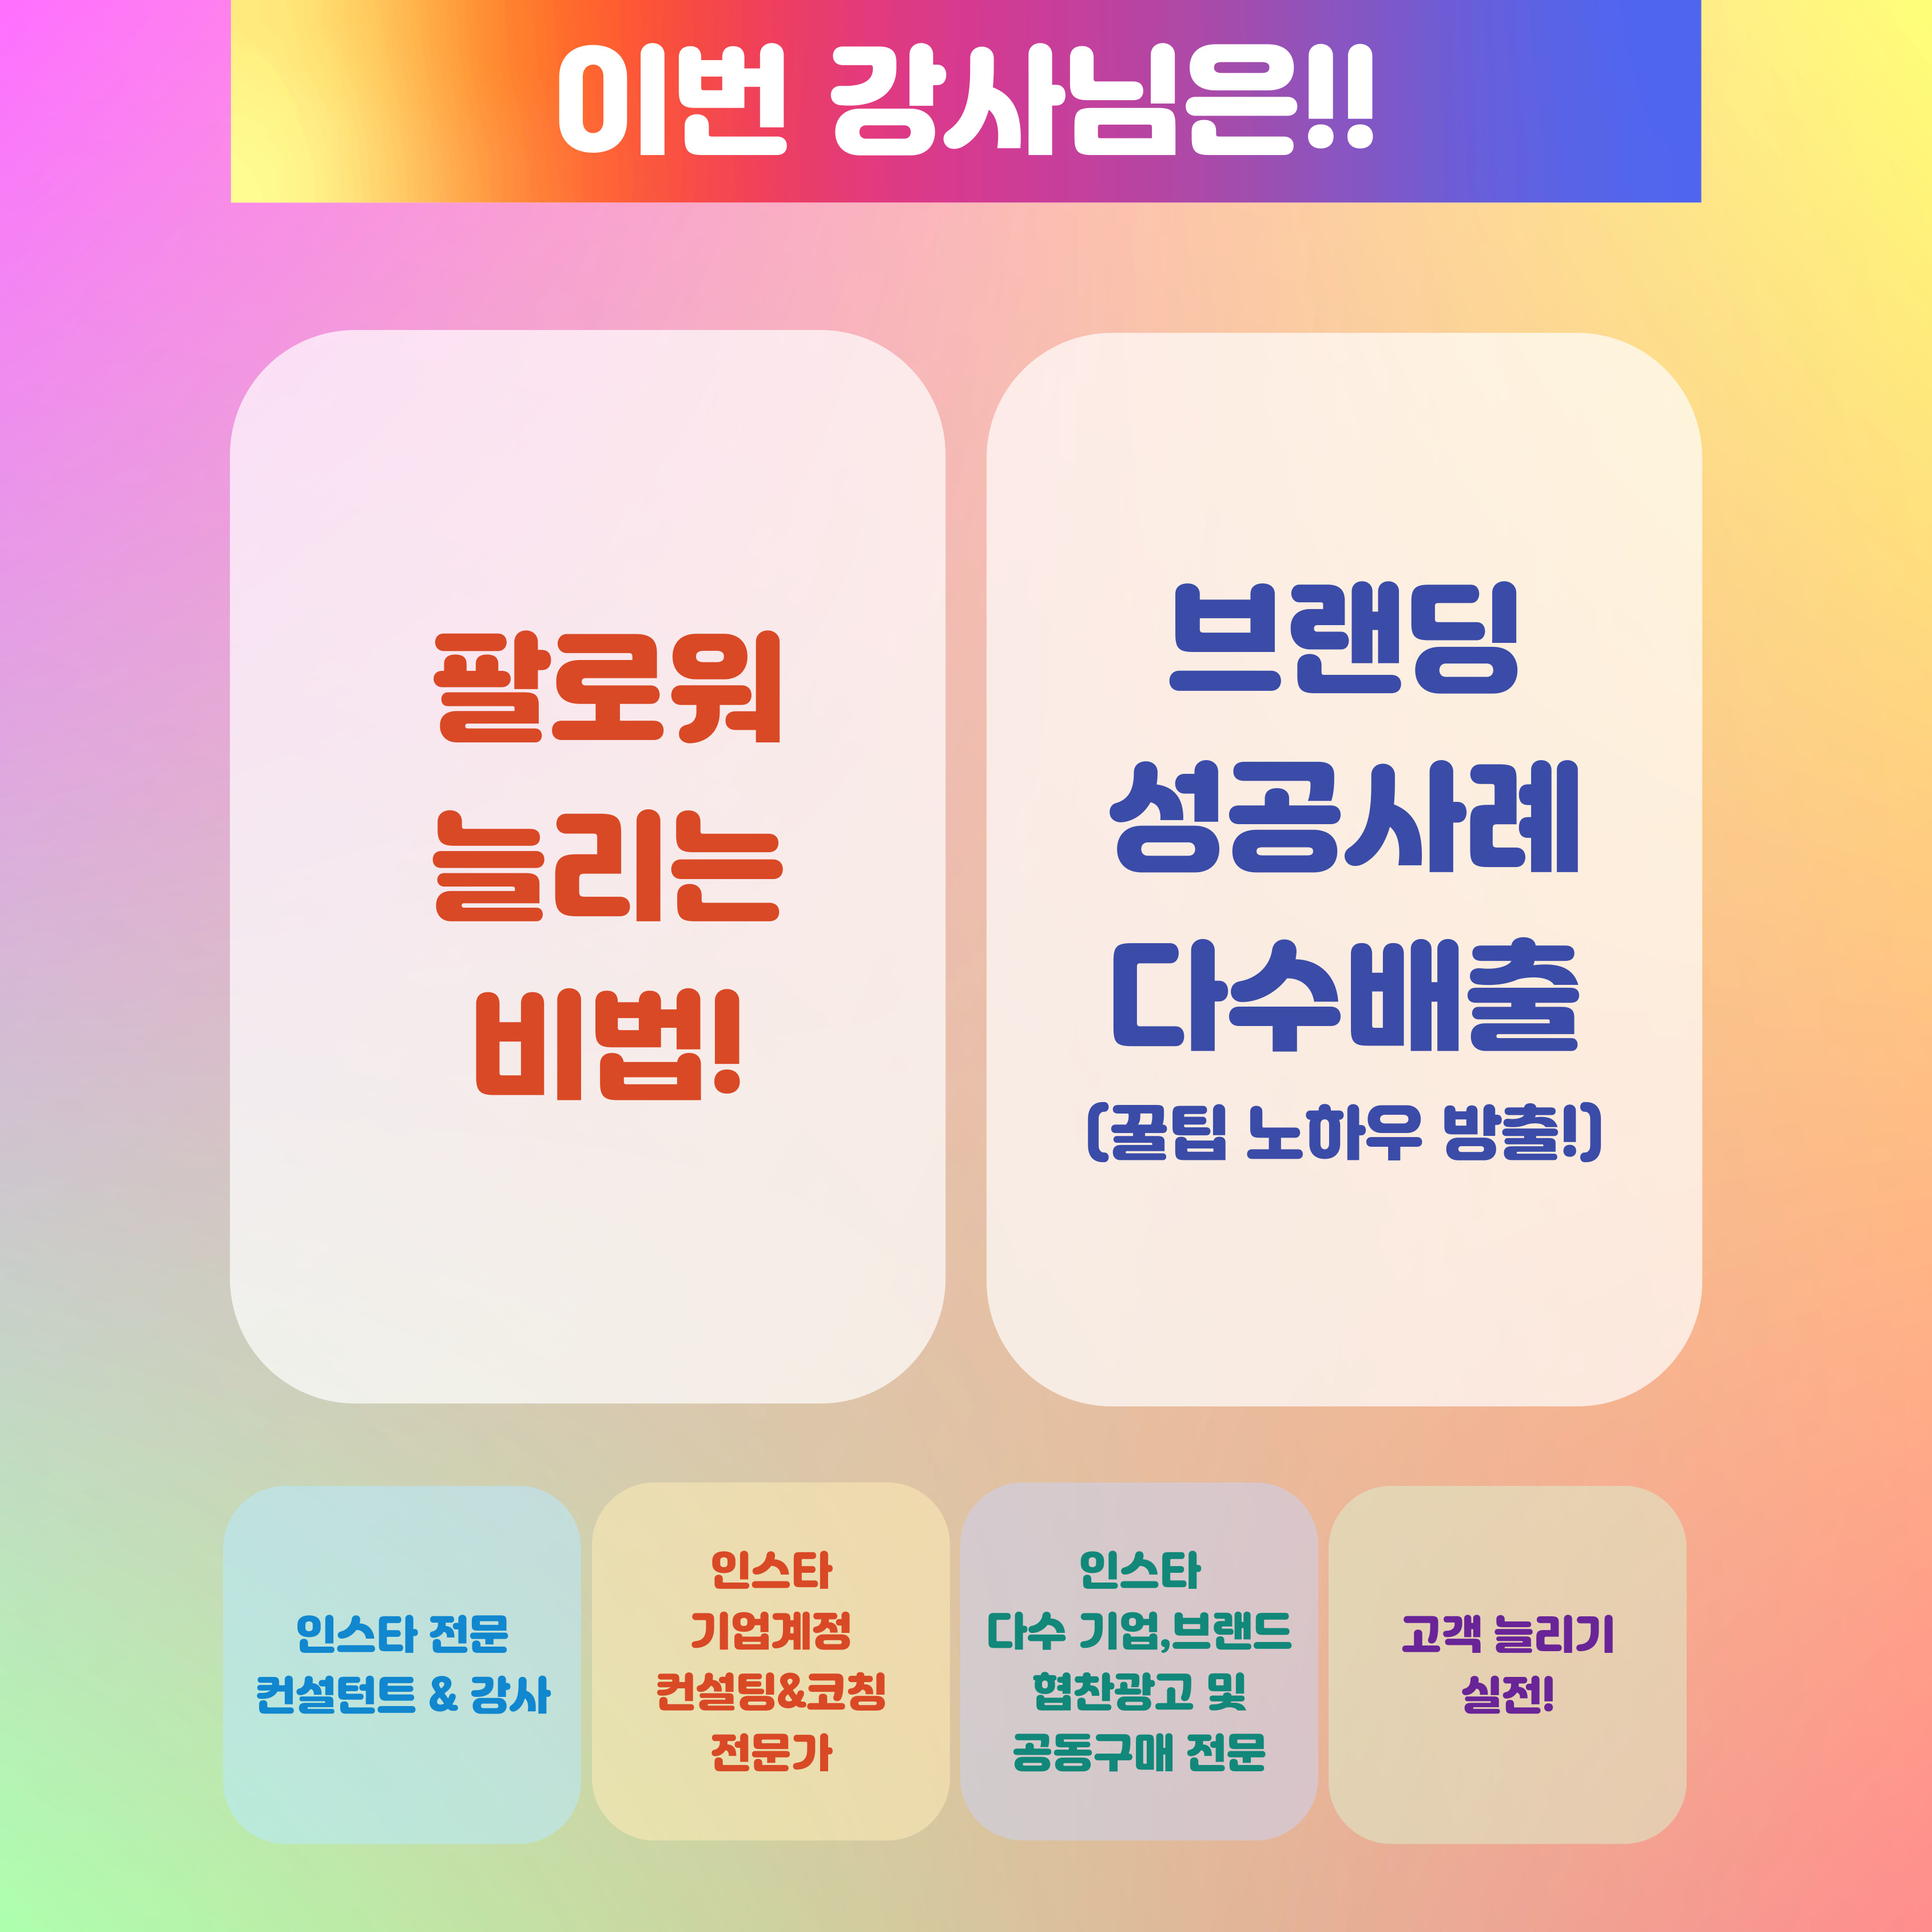 이번 강사님은!!
팔로워
늘리는
비법!
브랜딩
성공사례
다수배출
(꿀팁 노하우 방출!)
인스타 전문
컨설턴트 & 강사
인스타
기업계정
컨설팅&코칭
전문가
인스타
다수 기업,브랜드
협찬광고 및
공동구매 전문
고객 늘리기
실전!